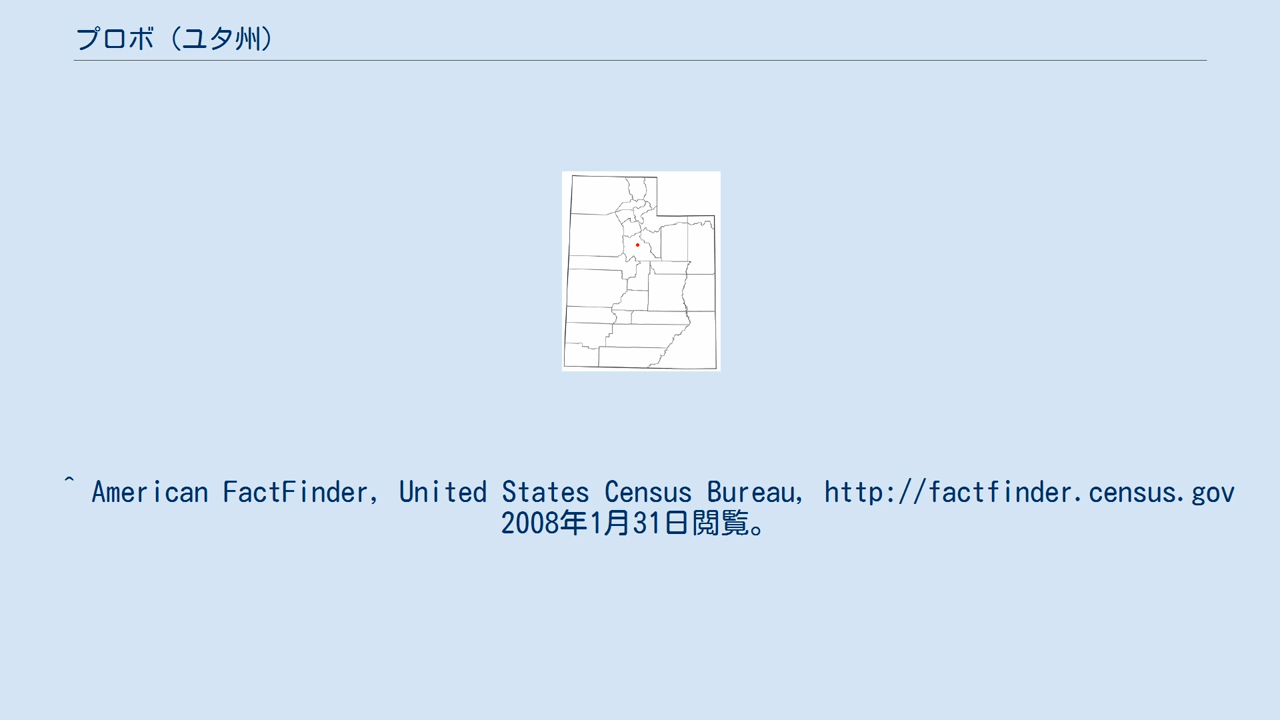 プロボ（ユタ州）
^ American FactFinder, United States Census Bureau, http://factfinder.census.gov
2008年1月31日閲覧。